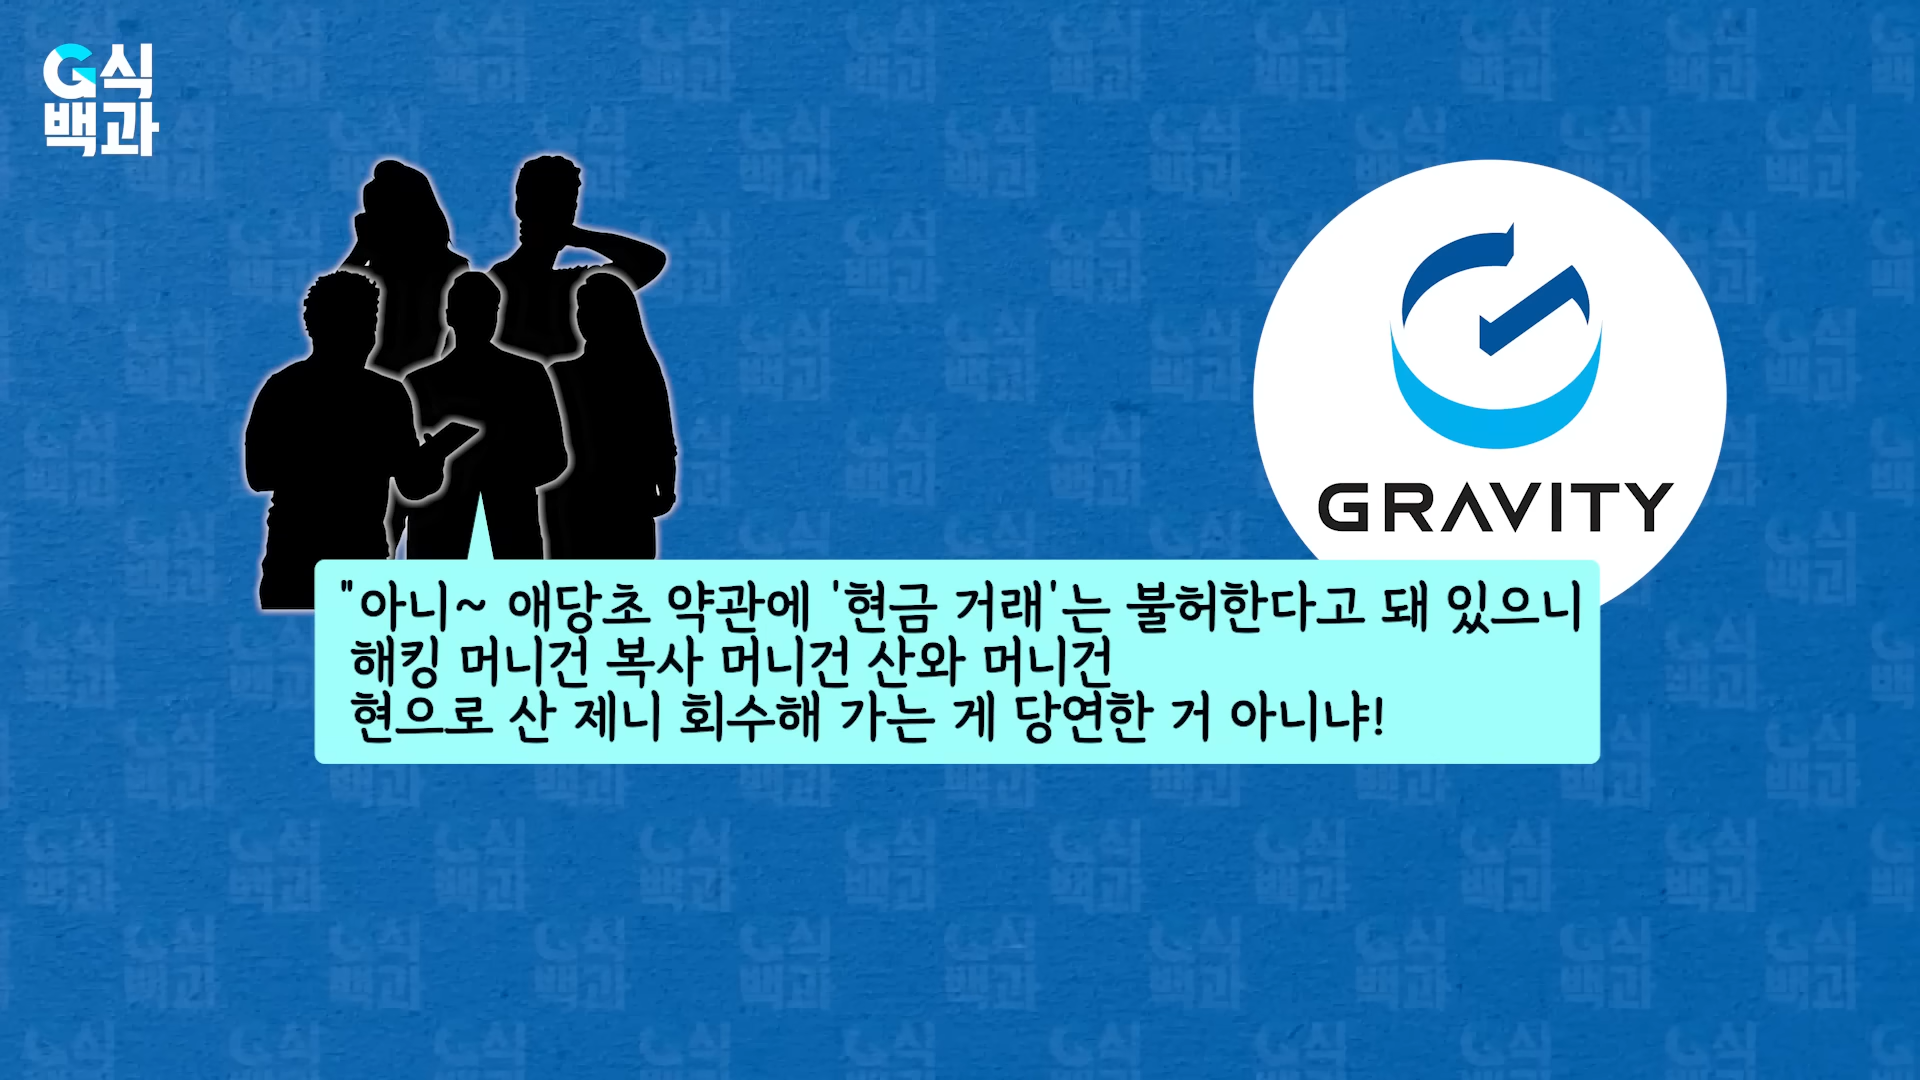 G식
백과
GRAVITY
"아니~ 애당초 약관에 '현금 거래'는 불허한다고 돼 있으니
해킹 머니건 복사 머니건 산와 머니건
현으로 산 제니 회수해 가는 게 당연한 거 아니냐!